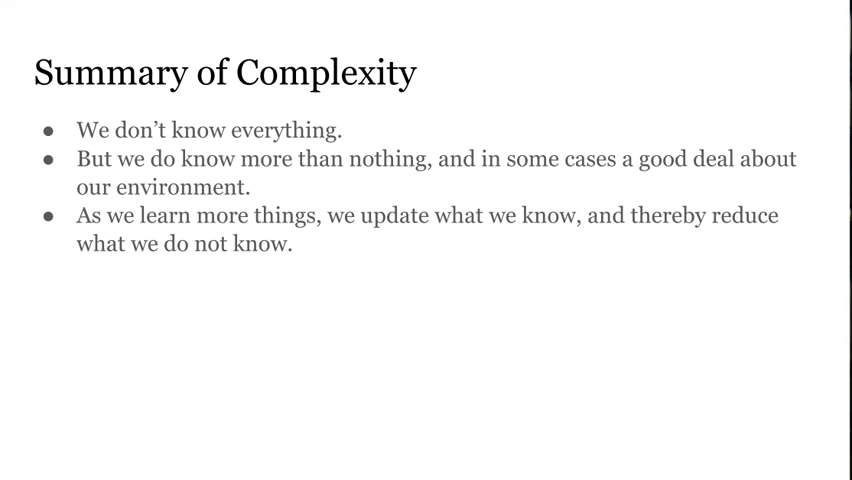 Summary of Complexity
● We don't know everything.
● But we do know more than nothing, and in some cases a good deal about
our environment.
● As we learn more things, we update what we know, and thereby reduce
what we do not know.